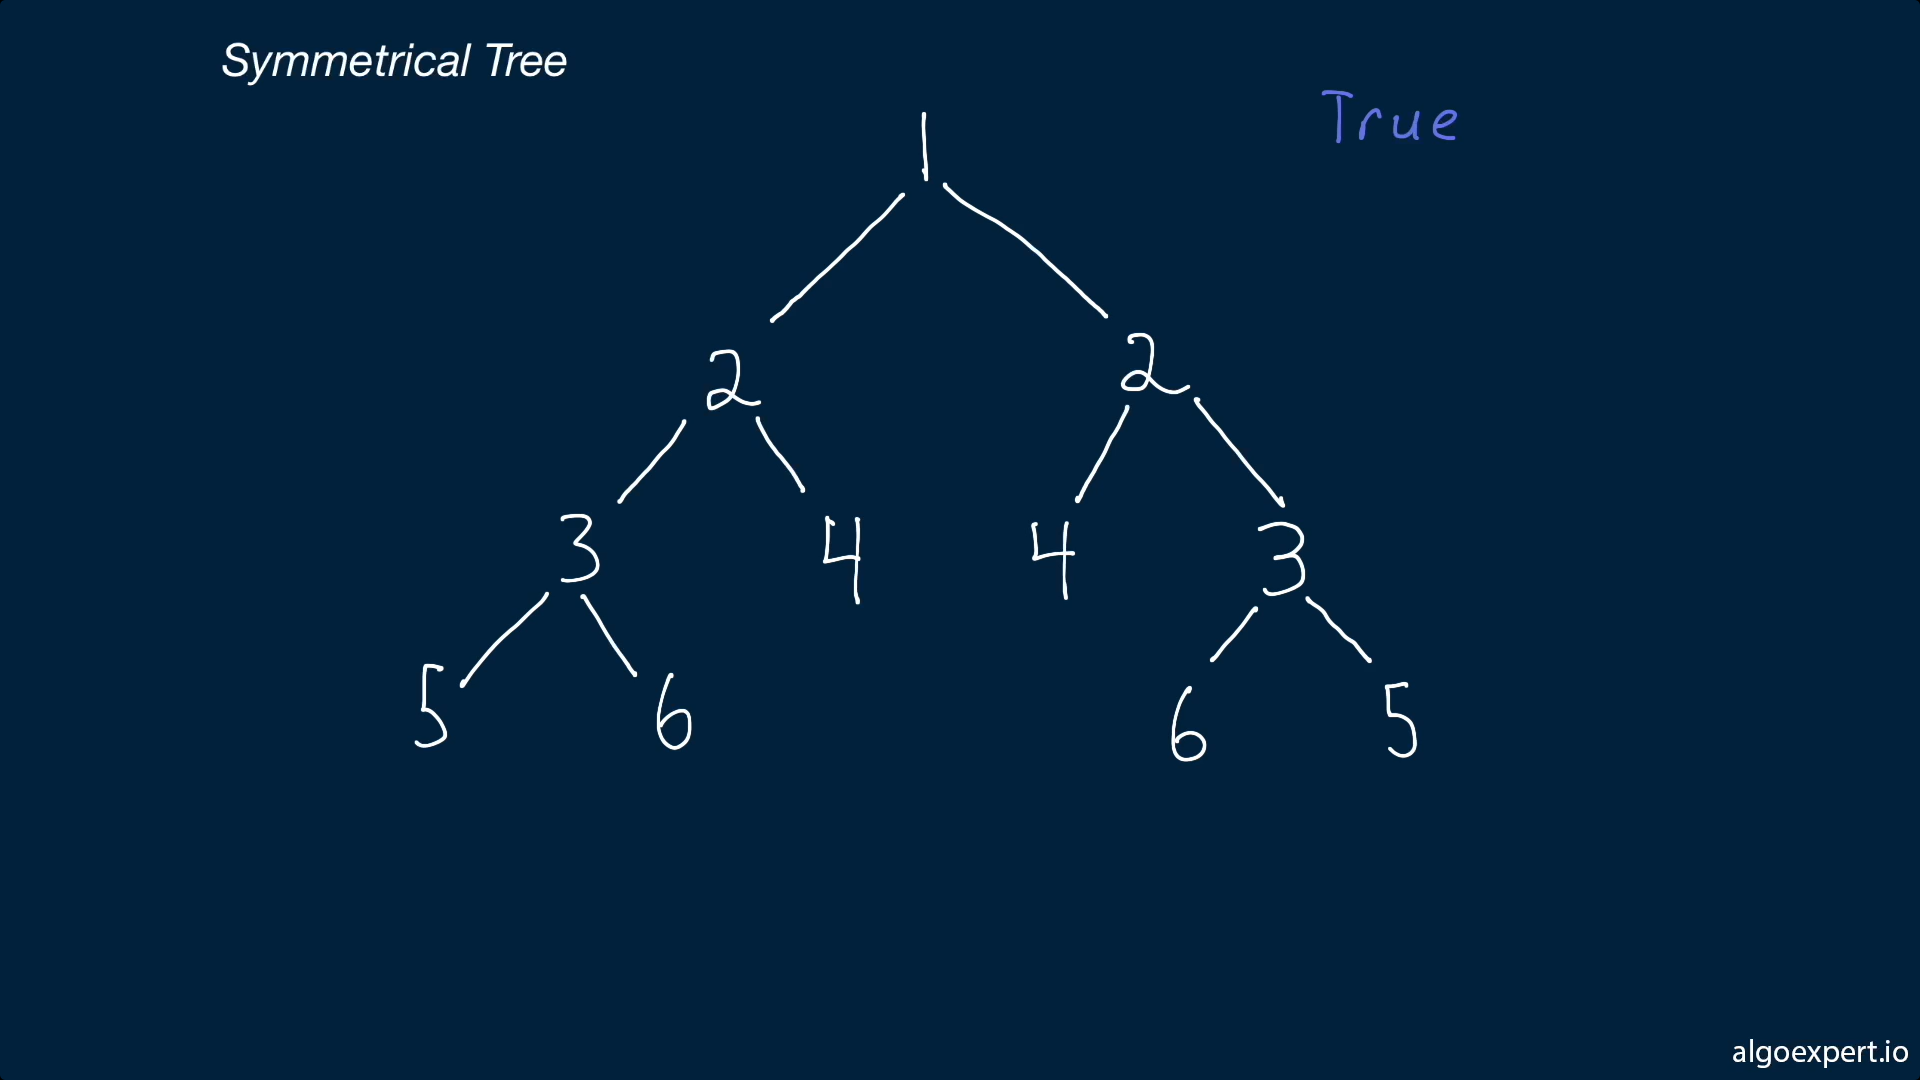 Symmetrical Tree
True
1
2 2
3 4 4 3
5 6 6 5
algoexpert.io